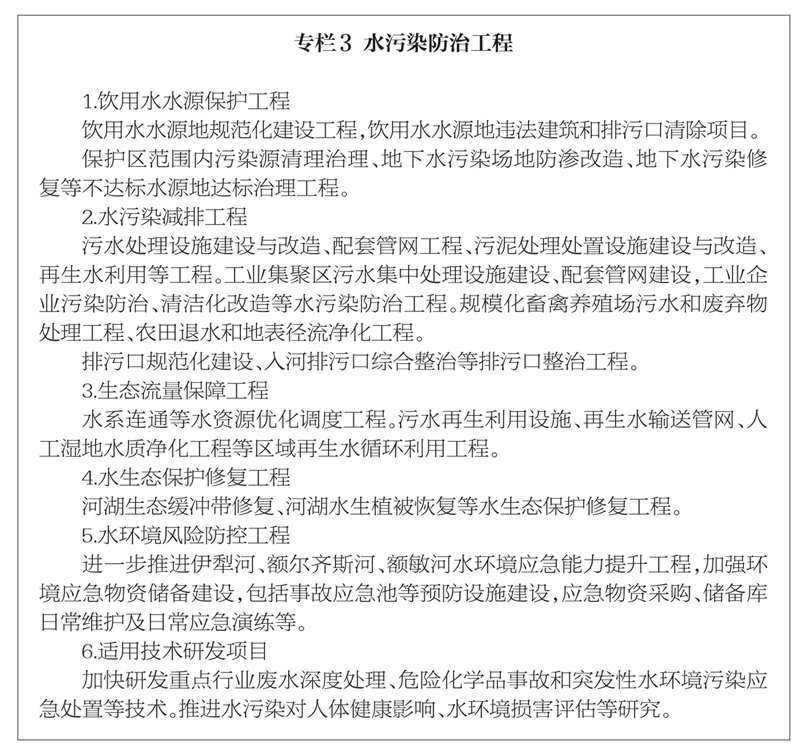 专栏3 水污染防治工程
1.饮用水水源保护工程
饮用水水源地规范化建设工程,饮用水水源地违法建筑和排污口清除项目。
保护区范围内污染源清理治理、地下水污染场地防渗改造、地下水污染修
复等不达标水源地达标治理工程。
2.水污染减排工程
污水处理设施建设与改造、配套管网工程、污泥处理处置设施建设与改造、
再生水利用等工程。工业集聚区污水集中处理设施建设、配套管网建设,工业企
业污染防治、清洁化改造等水污染防治工程。规模化畜禽养殖场污水和废弃物
处理工程、农田退水和地表径流净化工程。
排污口规范化建设、入河排污口综合整治等排污口整治工程。
3.生态流量保障工程
水系连通等水资源优化调度工程。污水再生利用设施、再生水输送管网、人
工湿地水质净化工程等区域再生水循环利用工程。
4.水生态保护修复工程
河湖生态缓冲带修复、河湖水生植被恢复等水生态保护修复工程。
5.水环境风险防控工程
进一步推进伊犁河、额尔齐斯河、额敏河水环境应急能力提升工程,加强环
境应急物资储备建设,包括事故应急池等预防设施建设,应急物资采购、储备库
日常维护及日常应急演练等。
6.适用技术研发项目
加快研发重点行业废水深度处理、危险化学品事故和突发性水环境污染应
急处置等技术。推进水污染对人体健康影响、水环境损害评估等研究。